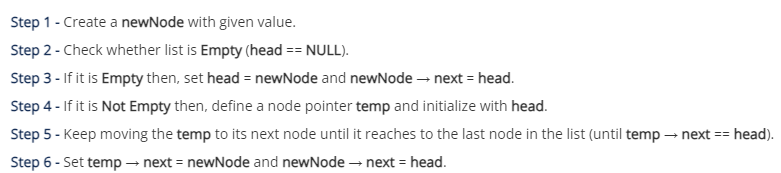 Step 1 - Create a newNode with given value.
Step 2 - Check whether list is Empty (head == NULL).
Step 3 - If it is Empty then, set head = newNode and newNode → next = head.
Step 4 - If it is Not Empty then, define a node pointer temp and initialize with head.
Step 5 - Keep moving the temp to its next node until it reaches to the last node in the list (until temp → next == head).
Step 6 - Set temp → next = newNode and newNode → next = head.